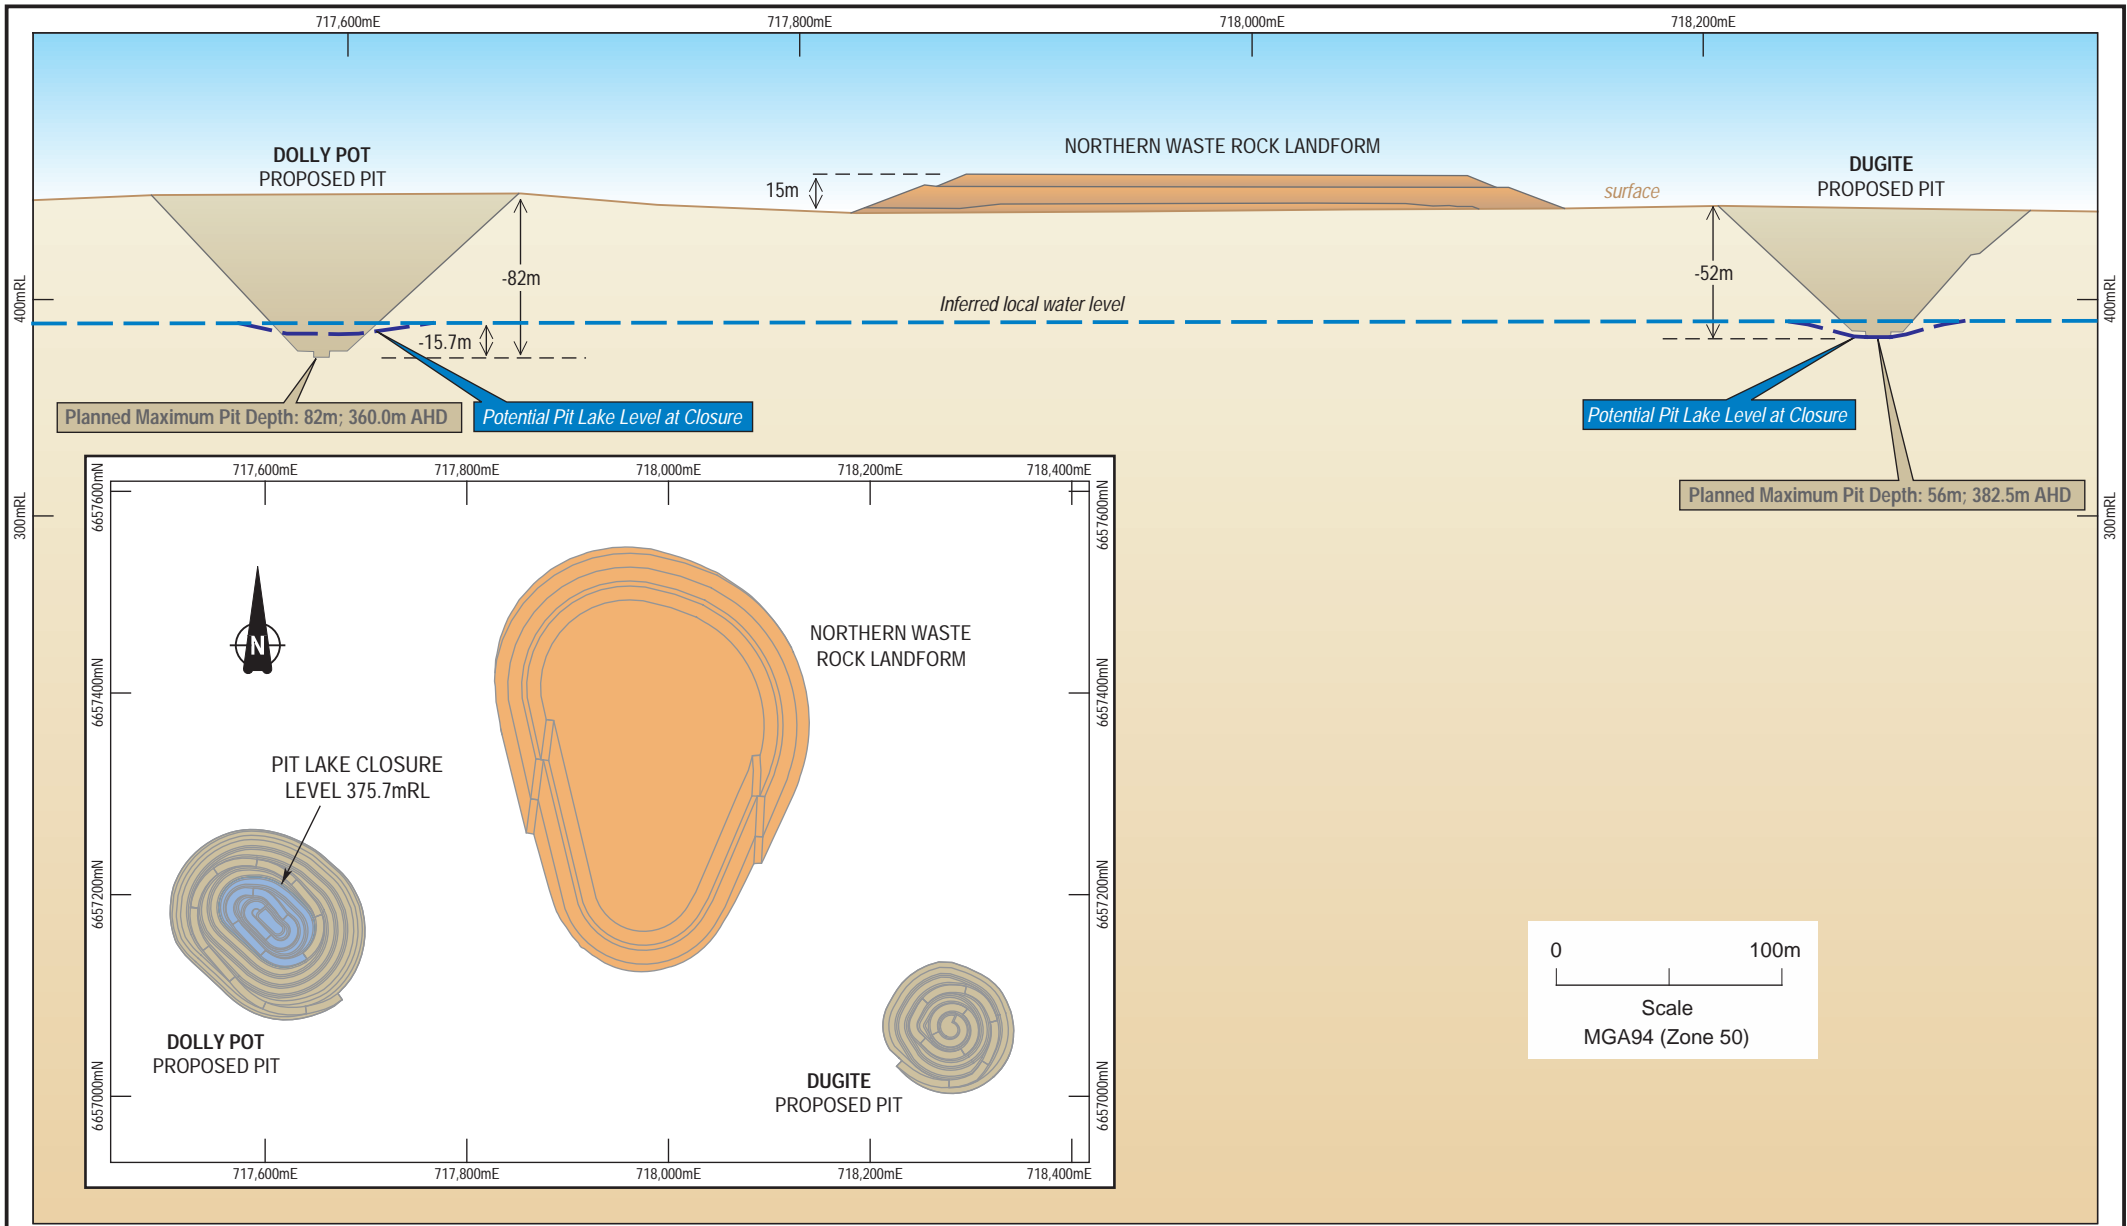 717,600mE
717,800mE
718,000mE
718,200mE
DOLLY POT
PROPOSED PIT
NORTHERN WASTE ROCK LANDFORM
DUGITE
PROPOSED PIT
15m
surface
-82m
-52m
400mRL
400mRL
Inferred local water level
-15.7m
Planned Maximum Pit Depth: 82m; 360.0m AHD
Potential Pit Lake Level at Closure
Potential Pit Lake Level at Closure
Planned Maximum Pit Depth: 56m; 382.5m AHD
300mRL
300mRL
717,600mE
717,800mE
718,000mE
718,200mE
718,400mE
6657600mN
6657600mN
N
NORTHERN WASTE
ROCK LANDFORM
6657400mN
6657400mN
PIT LAKE CLOSURE
LEVEL 375.7mRL
6657200mN
6657200mN
DOLLY POT
PROPOSED PIT
DUGITE
PROPOSED PIT
6657000mN
6657000mN
717,600mE
717,800mE
718,000mE
718,200mE
718,400mE
0
100m
Scale
MGA94 (Zone 50)